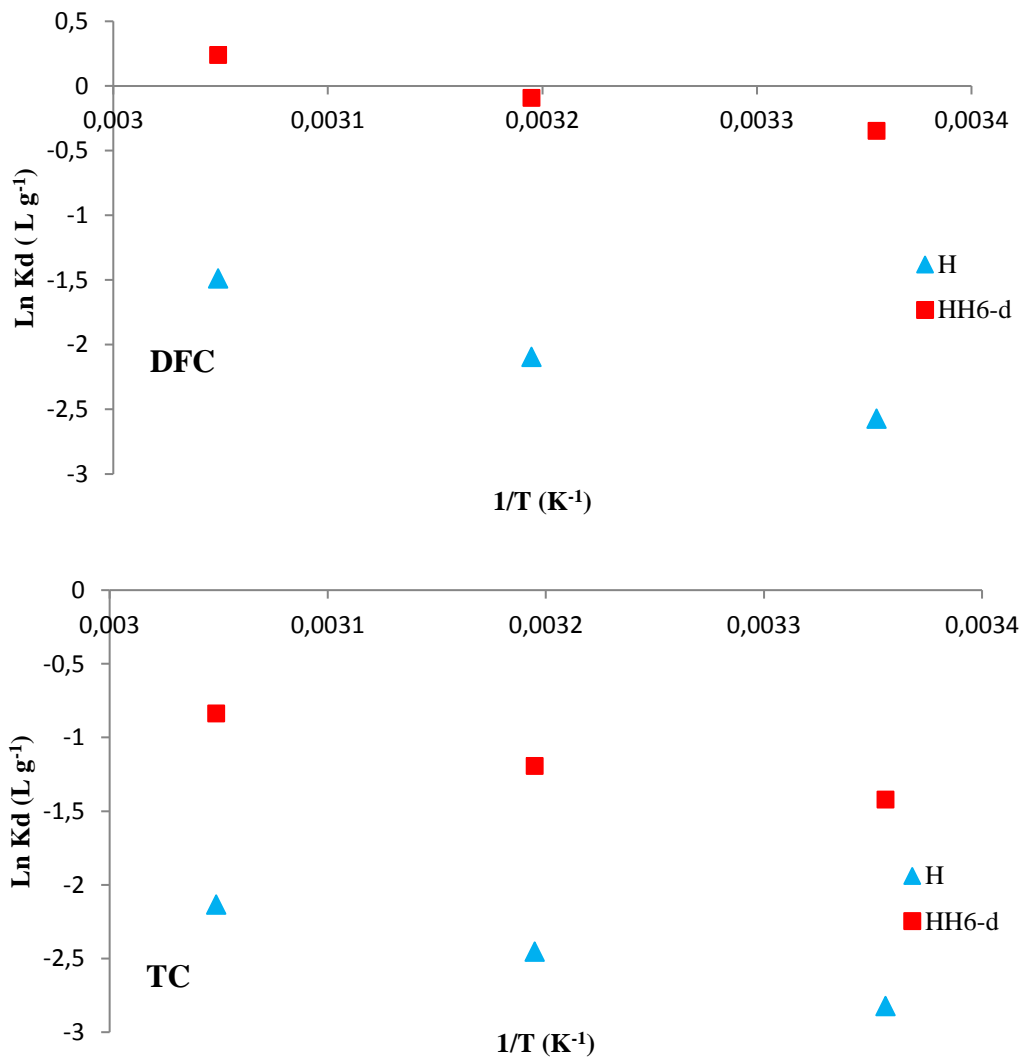 0,5
0
0,003
0,0031
0,0032
0,0033
0,0034
-0,5
-1
-1,5
-2
-2,5
-3
Ln Kd ( L g⁻¹)
H
HH6-d
DFC
1/T (K⁻¹)
0
0,003
0,0031
0,0032
0,0033
0,0034
-0,5
-1
-1,5
-2
-2,5
-3
Ln Kd (L g⁻¹)
H
HH6-d
TC
1/T (K⁻¹)